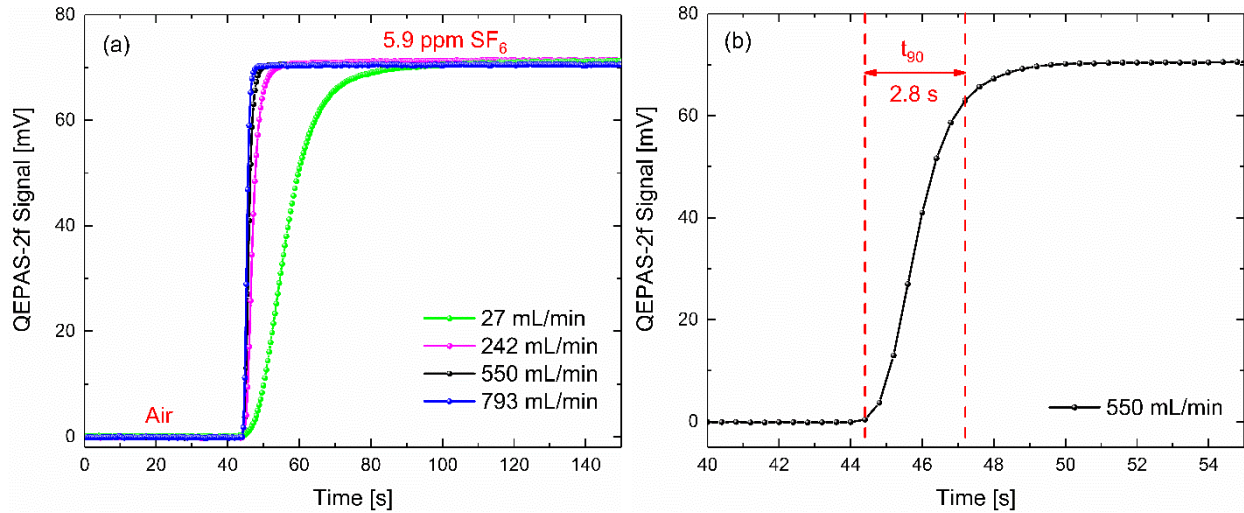 (a)
5.9 ppm SF₆
Air
27 mL/min
242 mL/min
550 mL/min
793 mL/min
QEPAS-2f Signal [mV]
80
60
40
20
0
0 20 40 60 80 100 120 140
Time [s]
(b)
t₉₀
2.8 s
550 mL/min
QEPAS-2f Signal [mV]
80
60
40
20
0
40 42 44 46 48 50 52 54
Time [s]